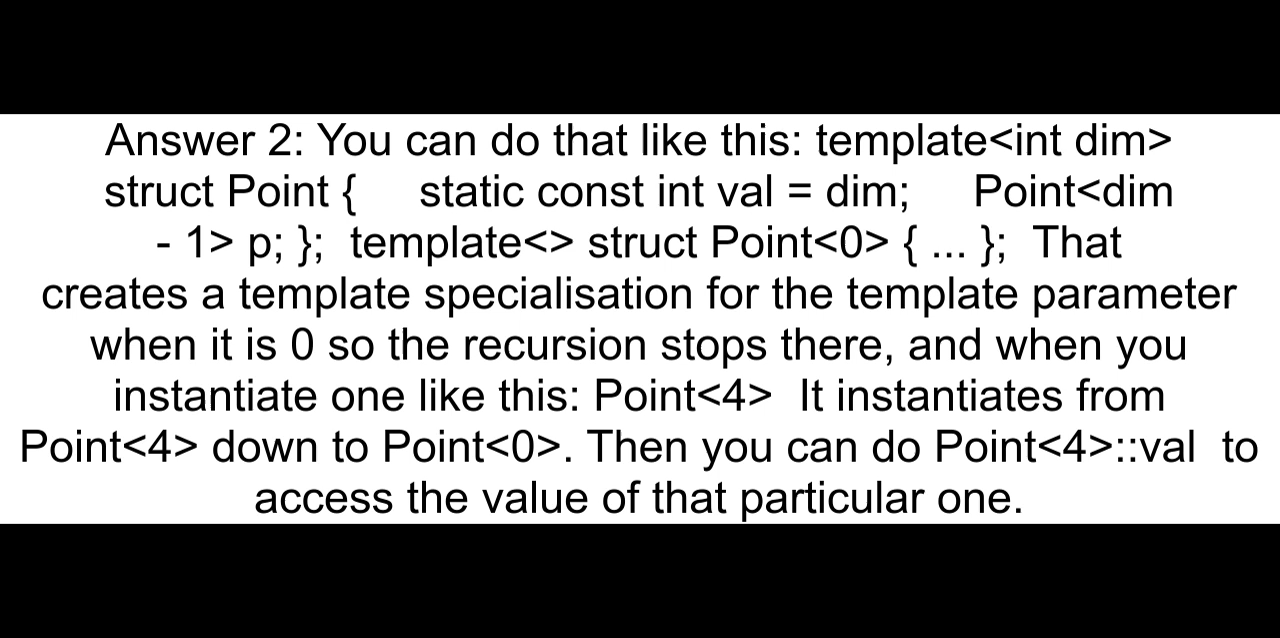 Answer 2: You can do that like this: template<int dim>
struct Point {     static const int val = dim;     Point<dim
- 1> p; };  template<> struct Point<0> { ... };  That
creates a template specialisation for the template parameter
when it is 0 so the recursion stops there, and when you
instantiate one like this: Point<4>  It instantiates from
Point<4> down to Point<0>. Then you can do Point<4>::val  to
access the value of that particular one.